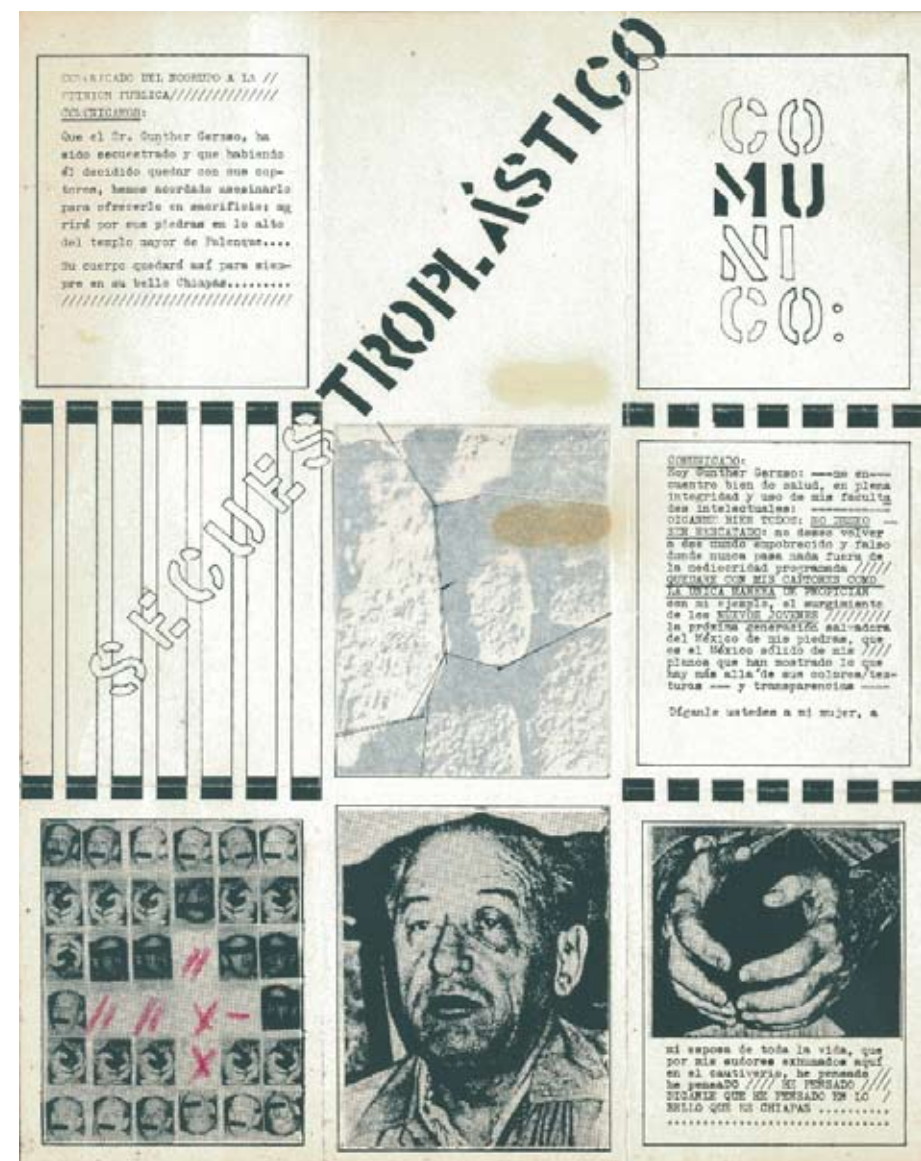 COMUNICADO DEL NOGRUPO A LA //
OPINION PUBLICA///////////////
COMUNICAMOS:
Que el Sr. Gunther Gerzso, ha
sido secuestrado y que habiendo
él decidido quedar con sus cap-
tores, hemos acordado asesinarlo
para ofrecerlo en sacrificio: mo
rirá por sus piedras en lo alto
del templo mayor de Palenque....
Su cuerpo quedará así para siem-
pre en su bello Chiapas.........
////////////////////////////////
SECUESTROPLÁSTICO
CO
MU
NI
CO:
COMUNICADO:
Soy Gunther Gerzso: ----me en----
cuentro bien de salud, en plena
integridad y uso de mis faculta
des intelectuales: -----------
OIGANME BIEN TODOS: NO DESEO --
SER RESCATADO: no deseo volver
a ese mundo empobrecido y falso
donde nunca pasa nada fuera de
la mediocridad programada /////
QUEDARE CON MIS CAPTORES COMO
LA UNICA MANERA DE PROPICIAR
con mi ejemplo, el surgimiento
de los NUEVOS JOVENES /////////
la próxima generación salvadora
del México de mis piedras, que
es el México sólido de mis ////
planos que han mostrado lo que
hay más alla de sus colores/tex-
turas --- y transparencias ----
Díganle ustedes a mi mujer, a
mi esposa de toda la vida, que
por mis sudores exhumados aquí
en el cautiverio, he pensado
he pensaDO //// HE PENSADO ////
DIGANLE QUE HE PENSADO EN LO /
BELLO QUE ES CHIAPAS ..........
...............................